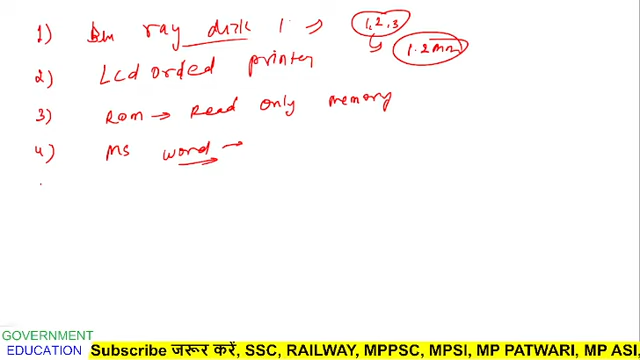 1) Blu ray disk 1 => 1,2,3
1.2mm
2) Lcd orded printer
3) ROM → Read only memory
4) MS word →
GOVERNMENT
EDUCATION
Subscribe जरूर करें, SSC, RAILWAY, MPPSC, MPSI, MP PATWARI, MP ASI,